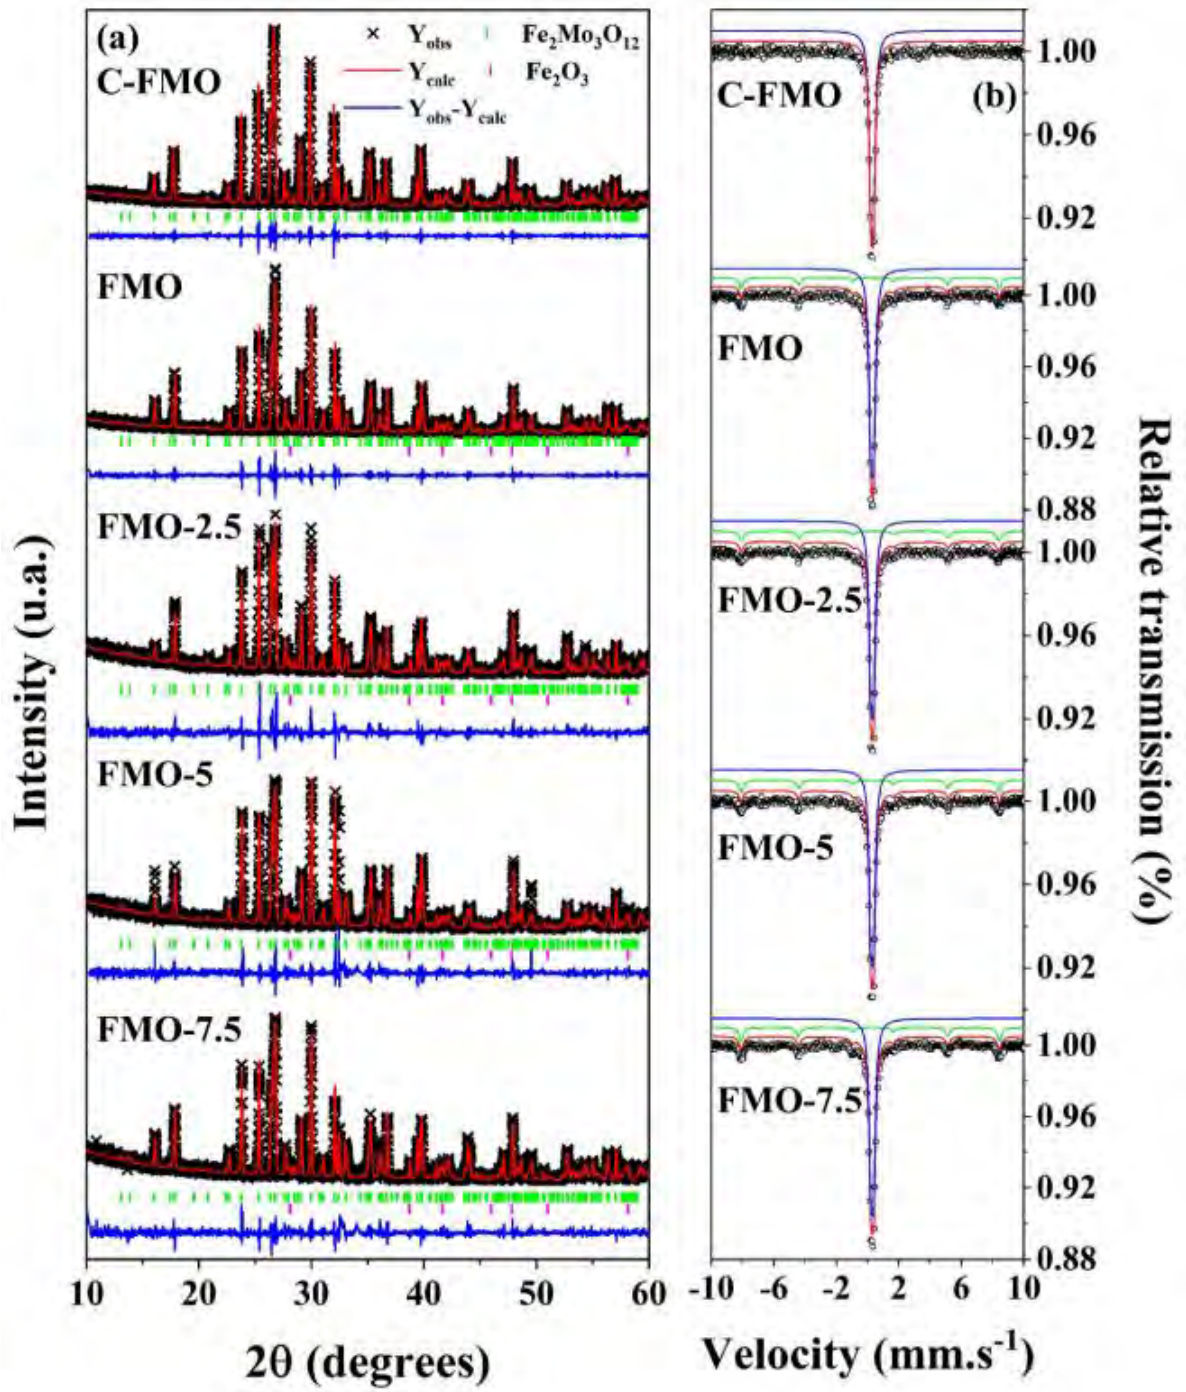 (a)
C-FMO
Y_obs
Fe₂Mo₃O₁₂
Y_calc
Fe₂O₃
Y_obs-Y_calc
FMO
FMO-2.5
FMO-5
FMO-7.5
Intensity (u.a.)
10 20 30 40 50 60
2θ (degrees)
(b)
C-FMO
1.00
0.96
0.92
FMO
1.00
0.96
0.92
0.88
FMO-2.5
1.00
0.96
0.92
FMO-5
1.00
0.96
0.92
FMO-7.5
1.00
0.96
0.92
0.88
-10 -6 -2 2 6 10
Velocity (mm.s⁻¹)
Relative transmission (%)